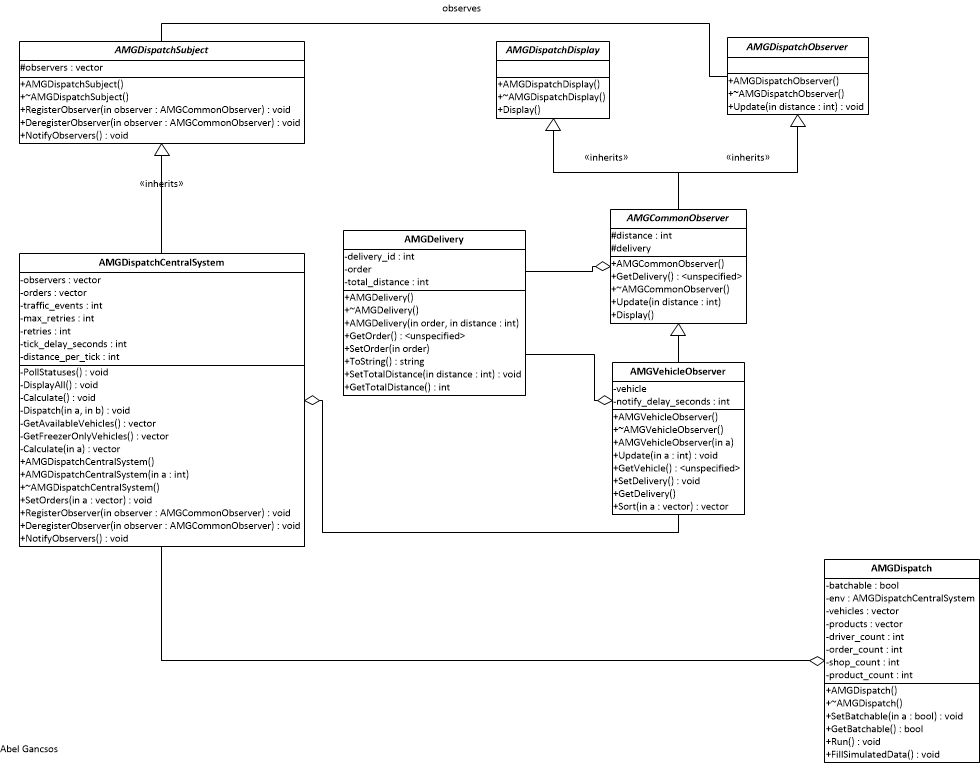 observes
AMGDispatchSubject
#observers : vector
+AMGDispatchSubject()
+~AMGDispatchSubject()
+RegisterObserver(in observer : AMGCommonObserver) : void
+DeregisterObserver(in observer : AMGCommonObserver) : void
+NotifyObservers() : void
AMGDispatchDisplay
+AMGDispatchDisplay()
+~AMGDispatchDisplay()
+Display()
AMGDispatchObserver
+AMGDispatchObserver()
+~AMGDispatchObserver()
+Update(in distance : int) : void
«inherits»
«inherits»
«inherits»
AMGCommonObserver
#distance : int
#delivery
+AMGCommonObserver()
+GetDelivery() : <unspecified>
+~AMGCommonObserver()
+Update(in distance : int)
+Display()
AMGDelivery
-delivery_id : int
-order
-total_distance : int
+AMGDelivery()
+~AMGDelivery()
+AMGDelivery(in order, in distance : int)
+GetOrder() : <unspecified>
+SetOrder(in order)
+ToString() : string
+SetTotalDistance(in distance : int) : void
+GetTotalDistance() : int
AMGDispatchCentralSystem
-observers : vector
-orders : vector
-traffic_events : int
-max_retries : int
-retries : int
-tick_delay_seconds : int
-distance_per_tick : int
-PollStatuses() : void
-DisplayAll() : void
-Calculate() : void
-Dispatch(in a, in b) : void
-GetAvailableVehicles() : vector
-GetFreezerOnlyVehicles() : vector
-Calculate(in a) : vector
+AMGDispatchCentralSystem()
+AMGDispatchCentralSystem(in a : int)
+~AMGDispatchCentralSystem()
+SetOrders(in a : vector) : void
+RegisterObserver(in observer : AMGCommonObserver) : void
+DeregisterObserver(in observer : AMGCommonObserver) : void
+NotifyObservers() : void
AMGVehicleObserver
-vehicle
-notify_delay_seconds : int
+AMGVehicleObserver()
+~AMGVehicleObserver()
+AMGVehicleObserver(in a)
+Update(in a : int) : void
+GetVehicle() : <unspecified>
+SetDelivery() : void
+GetDelivery()
+Sort(in a : vector) : vector
AMGDispatch
-batchable : bool
-env : AMGDispatchCentralSystem
-vehicles : vector
-products : vector
-driver_count : int
-order_count : int
-shop_count : int
-product_count : int
+AMGDispatch()
+~AMGDispatch()
+SetBatchable(in a : bool) : void
+GetBatchable() : bool
+Run() : void
+FillSimulatedData() : void
Abel Gancsos